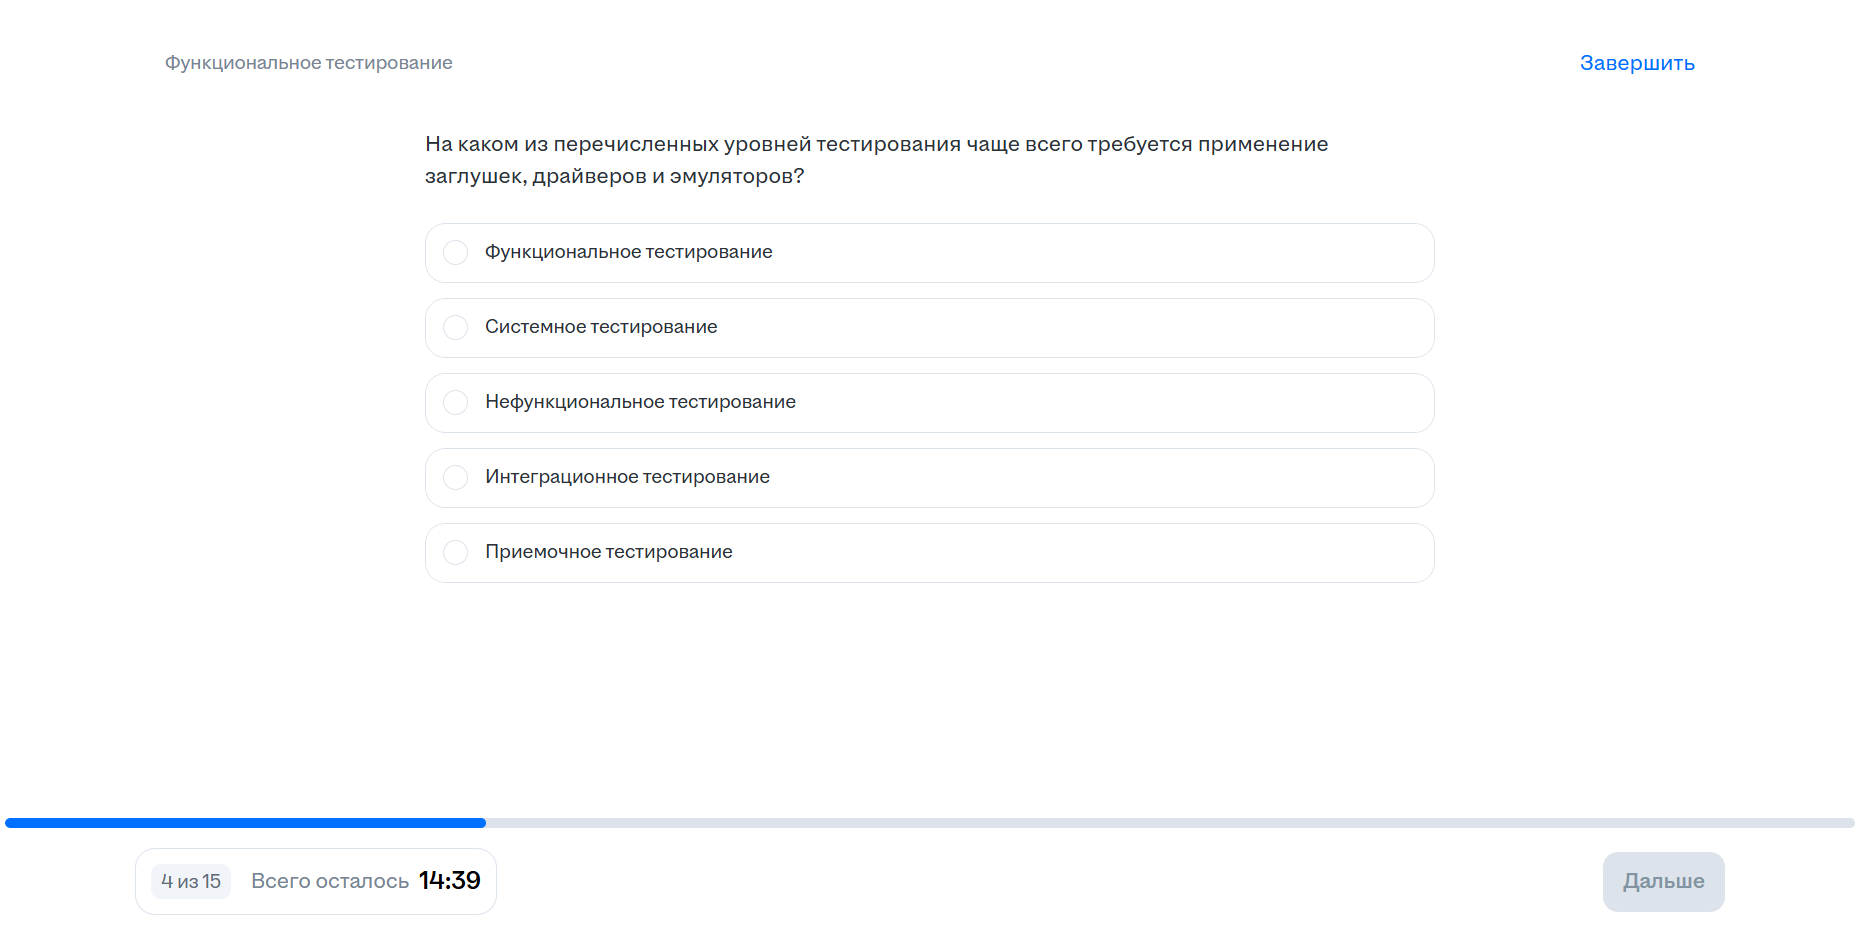 Функциональное тестирование
Завершить
На каком из перечисленных уровней тестирования чаще всего требуется применение
заглушек, драйверов и эмуляторов?
Функциональное тестирование
Системное тестирование
Нефункциональное тестирование
Интеграционное тестирование
Приемочное тестирование
4 из 15
Всего осталось 14:39
Дальше